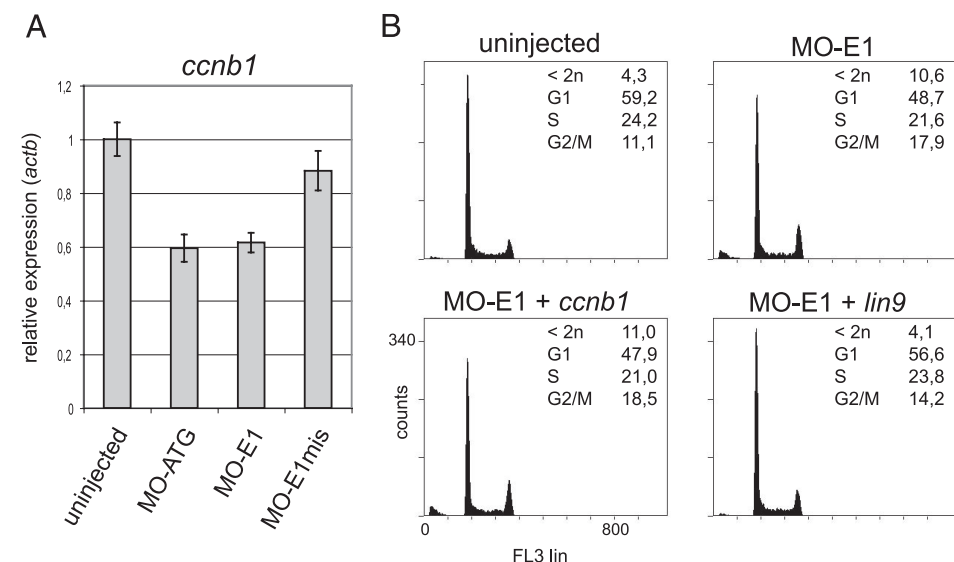 A
ccnb1
relative expression (actb)
1,2
1
0,8
0,6
0,4
0,2
0
uninjected
MO-ATG
MO-E1
MO-E1mis
B
uninjected
< 2n 4,3
G1 59,2
S 24,2
G2/M 11,1
MO-E1
< 2n 10,6
G1 48,7
S 21,6
G2/M 17,9
MO-E1 + ccnb1
< 2n 11,0
G1 47,9
S 21,0
G2/M 18,5
340
counts
0 800
FL3 lin
MO-E1 + lin9
< 2n 4,1
G1 56,6
S 23,8
G2/M 14,2